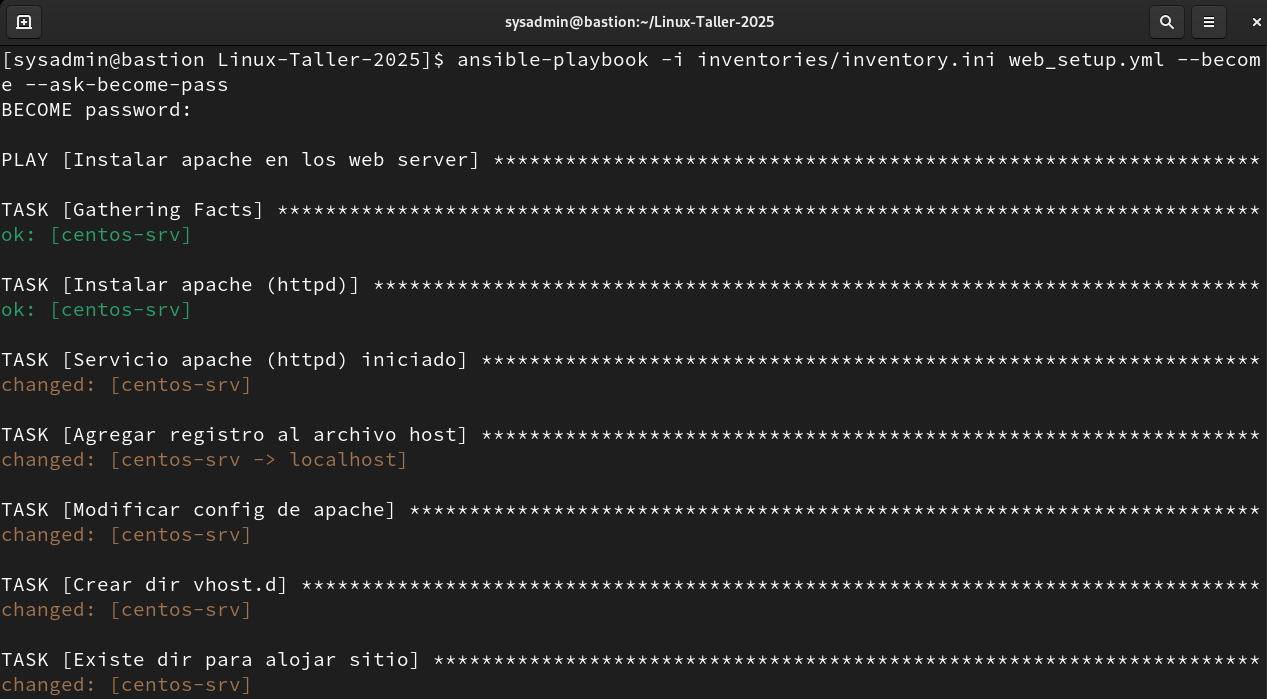 sysadmin@bastion:~/Linux-Taller-2025
[sysadmin@bastion Linux-Taller-2025]$ ansible-playbook -i inventories/inventory.ini web_setup.yml --becom
e --ask-become-pass
BECOME password:
PLAY [Instalar apache en los web server] ****************************************************************
TASK [Gathering Facts] **********************************************************************************
ok: [centos-srv]
TASK [Instalar apache (httpd)] **************************************************************************
ok: [centos-srv]
TASK [Servicio apache (httpd) iniciado] *****************************************************************
changed: [centos-srv]
TASK [Agregar registro al archivo host] *****************************************************************
changed: [centos-srv -> localhost]
TASK [Modificar config de apache] ***********************************************************************
changed: [centos-srv]
TASK [Crear dir vhost.d] ********************************************************************************
changed: [centos-srv]
TASK [Existe dir para alojar sitio] *********************************************************************
changed: [centos-srv]